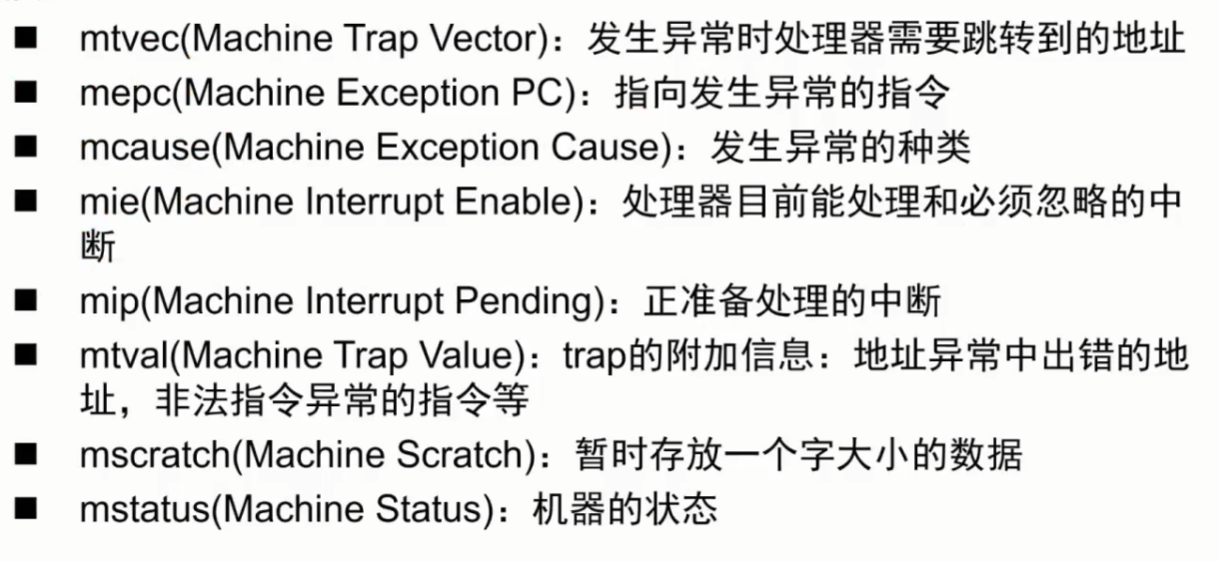 ■ mtvec(Machine Trap Vector)：发生异常时处理器需要跳转到的地址
■ mepc(Machine Exception PC)：指向发生异常的指令
■ mcause(Machine Exception Cause)：发生异常的种类
■ mie(Machine Interrupt Enable)：处理器目前能处理和必须忽略的中
断
■ mip(Machine Interrupt Pending)：正准备处理的中断
■ mtval(Machine Trap Value)：trap的附加信息：地址异常中出错的地
址，非法指令异常的指令等
■ mscratch(Machine Scratch)：暂时存放一个字大小的数据
■ mstatus(Machine Status)：机器的状态